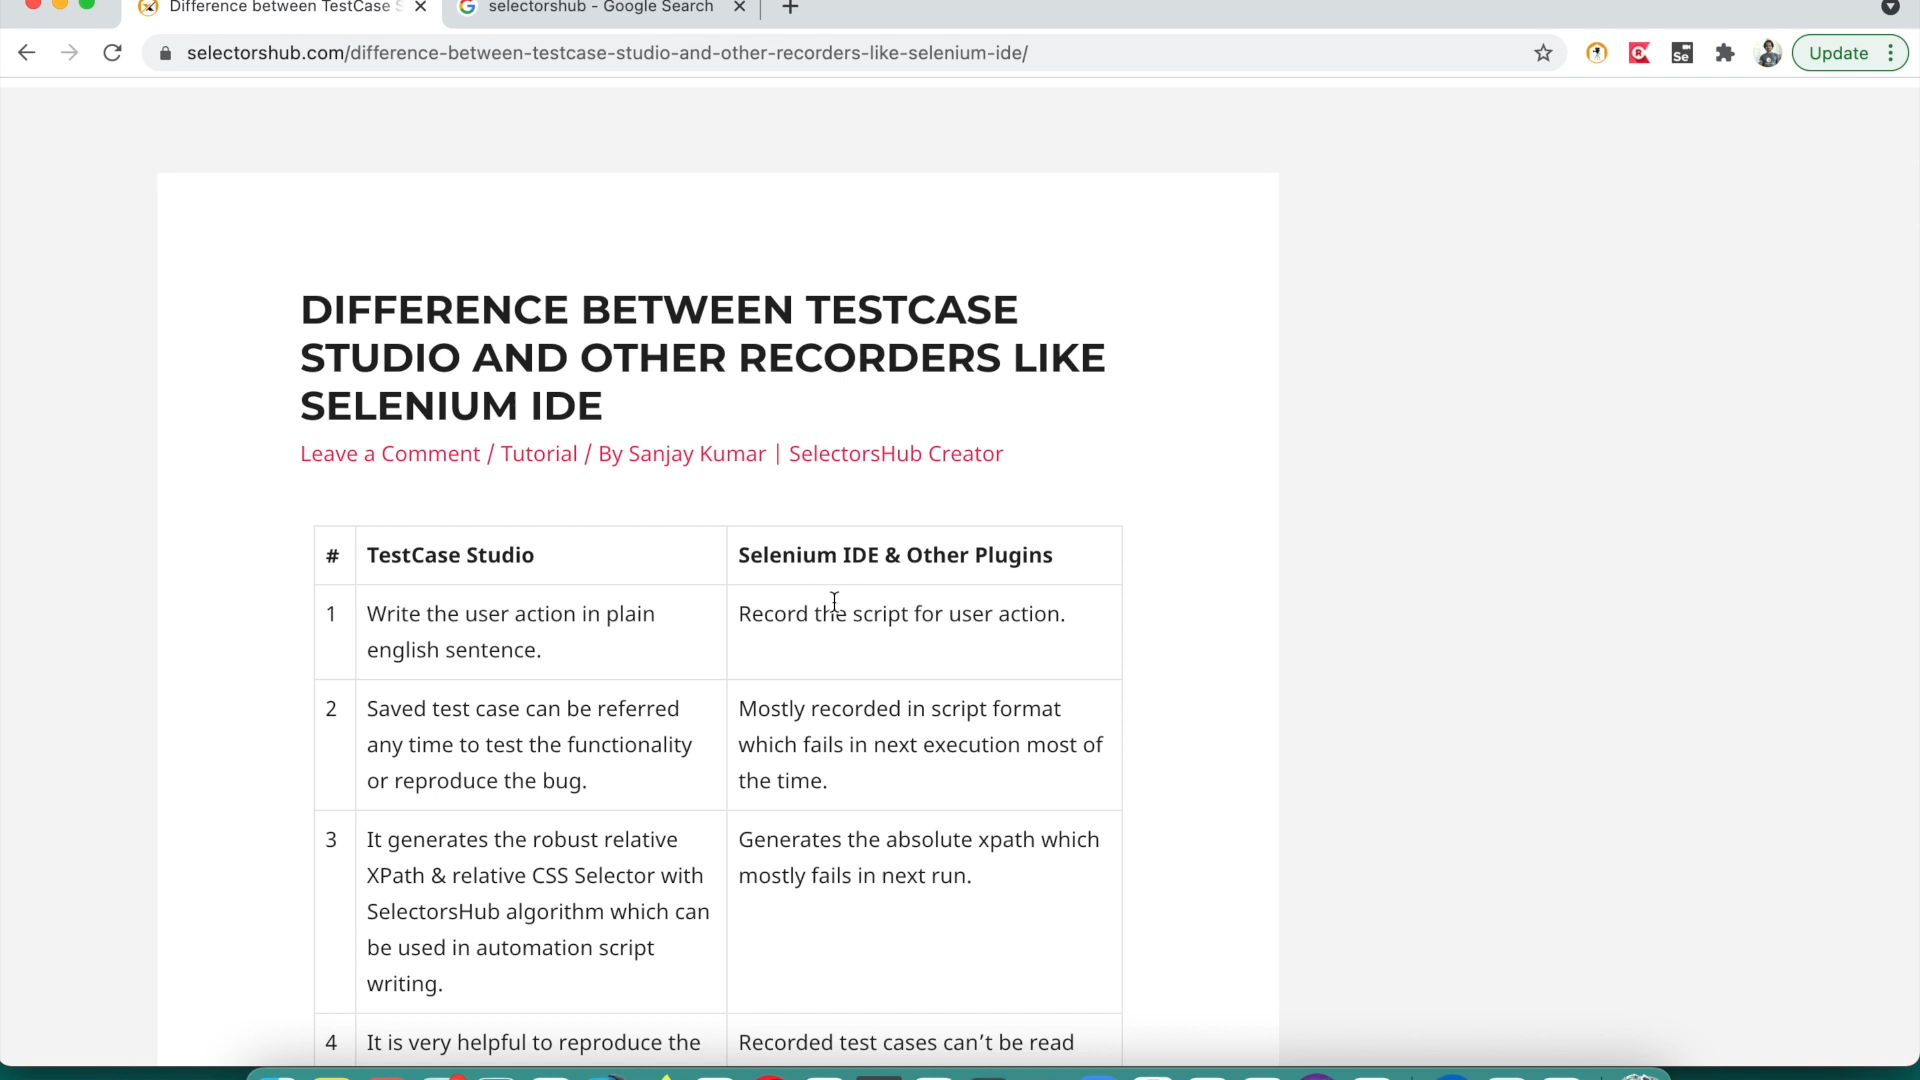 Difference between TestCase S
selectorshub - Google Search
selectorshub.com/difference-between-testcase-studio-and-other-recorders-like-selenium-ide/
Se
Update
DIFFERENCE BETWEEN TESTCASE
STUDIO AND OTHER RECORDERS LIKE
SELENIUM IDE
Leave a Comment / Tutorial / By Sanjay Kumar | SelectorsHub Creator
# TestCase Studio Selenium IDE & Other Plugins
1 Write the user action in plain
english sentence.
Record the script for user action.
2 Saved test case can be referred
any time to test the functionality
or reproduce the bug.
Mostly recorded in script format
which fails in next execution most of
the time.
3 It generates the robust relative
XPath & relative CSS Selector with
SelectorsHub algorithm which can
be used in automation script
writing.
Generates the absolute xpath which
mostly fails in next run.
4 It is very helpful to reproduce the
Recorded test cases can’t be read